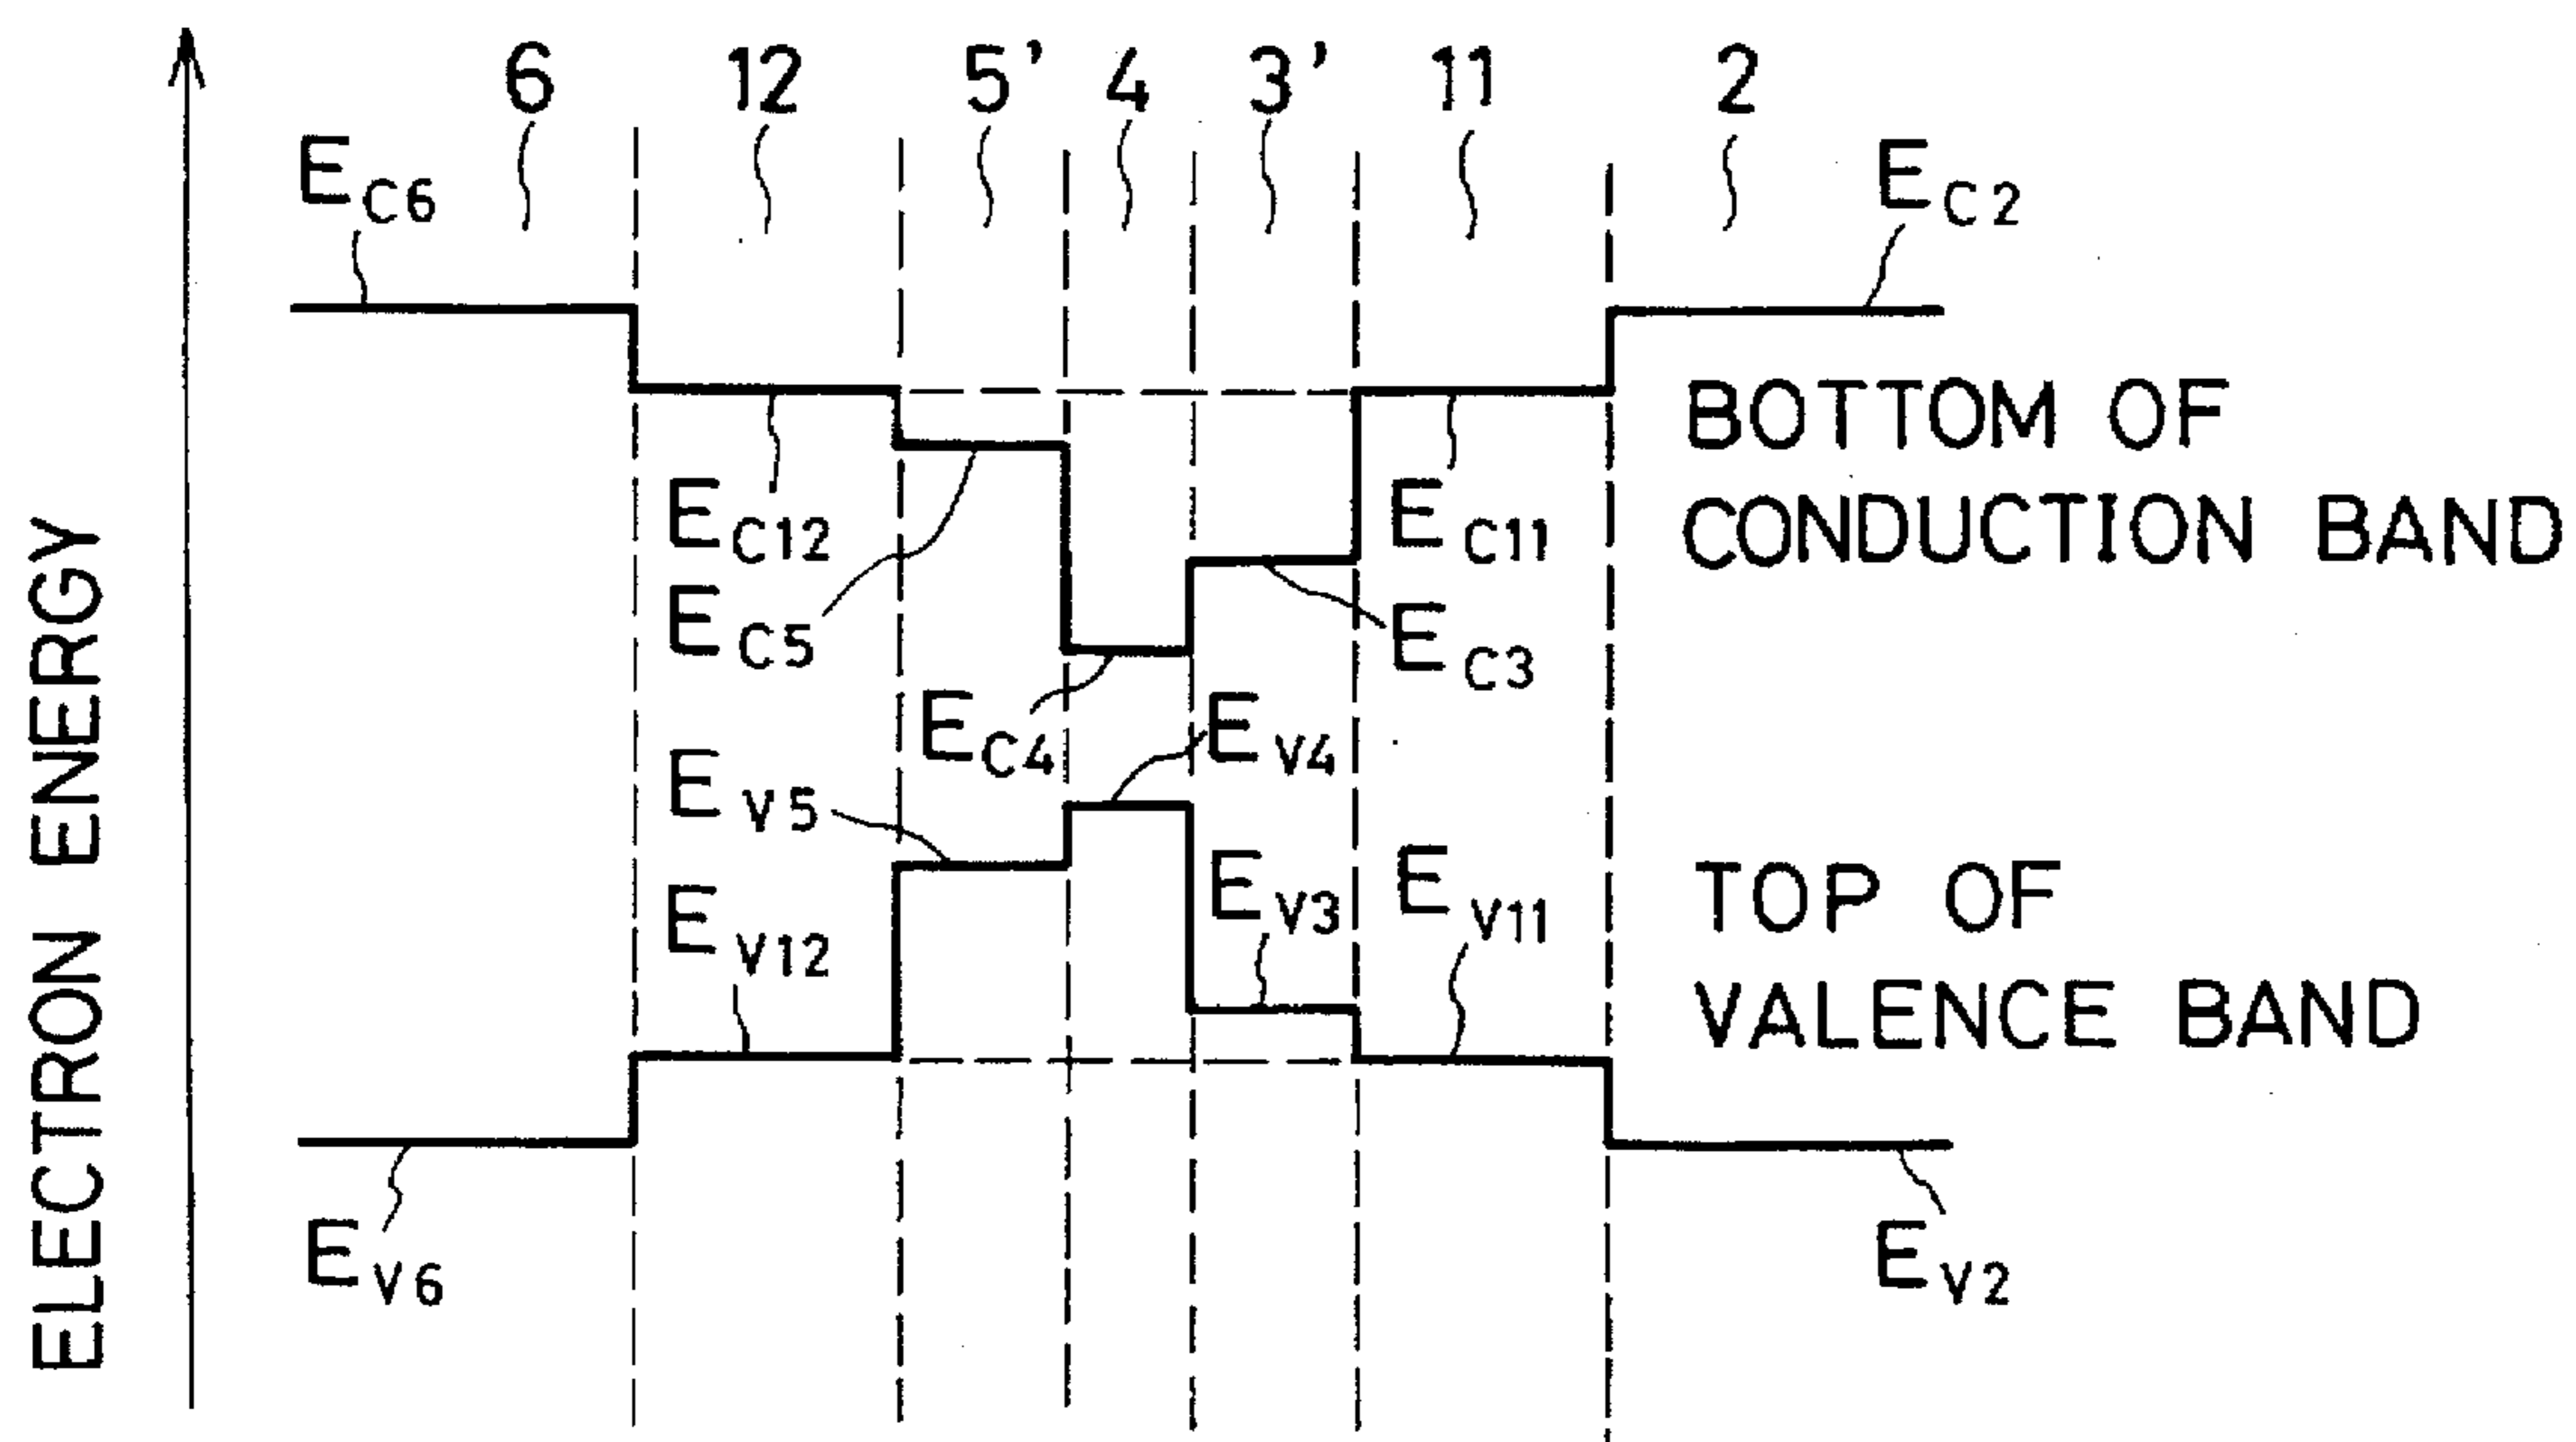 6 12 5' 4 3' 11 2
EC6
EC2
BOTTOM OF
CONDUCTION BAND
EC12
EC11
EC5
EC3
EC4
EV4
EV5
EV3
EV11
EV12
TOP OF
VALENCE BAND
EV6
EV2
ELECTRON ENERGY